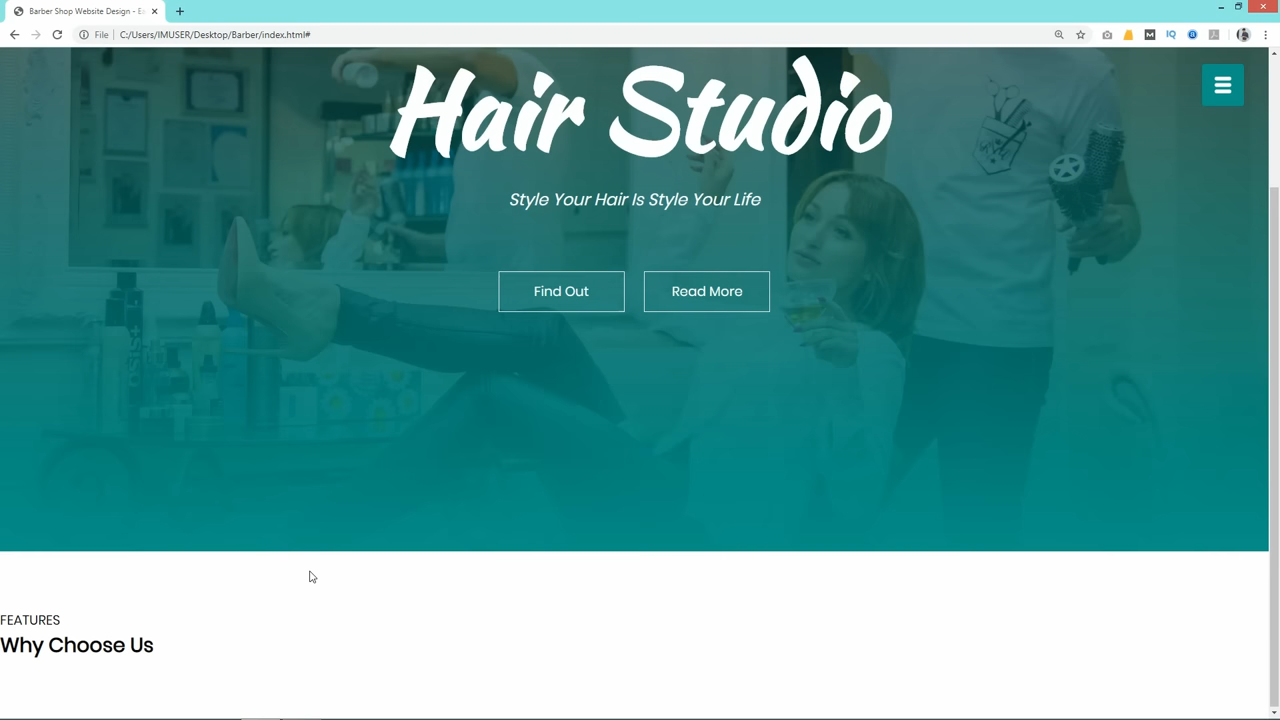 Barber Shop Website Design - Ea
File
C:/Users/IMUSER/Desktop/Barber/index.html#
Hair Studio
Style Your Hair Is Style Your Life
Find Out
Read More
FEATURES
Why Choose Us